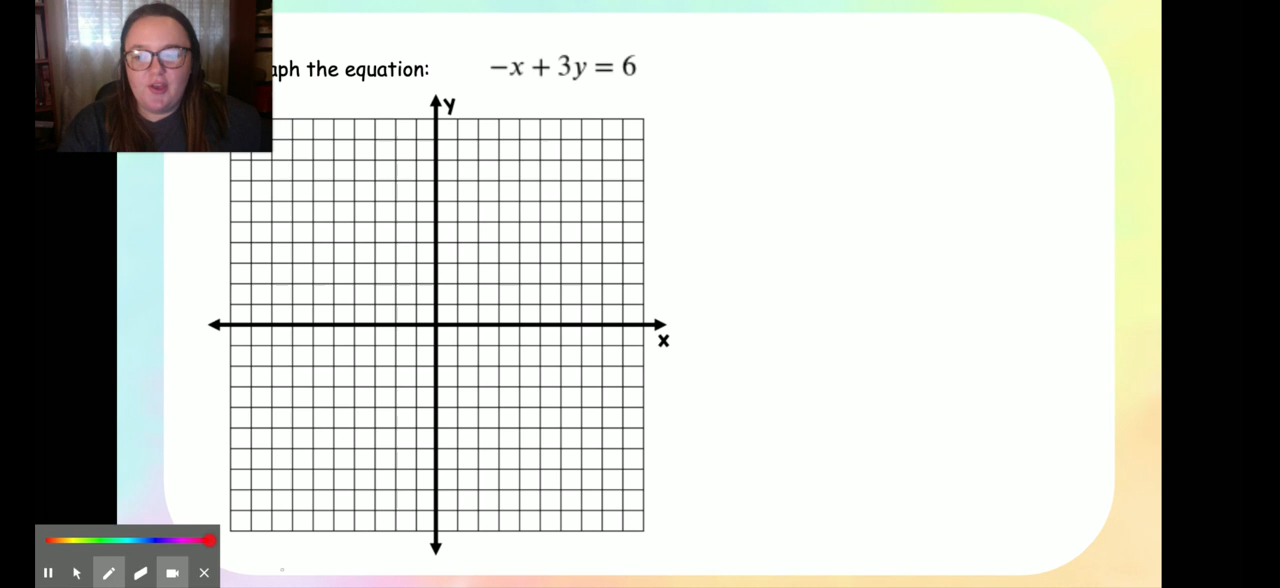 aph the equation: −x + 3y = 6
y
x